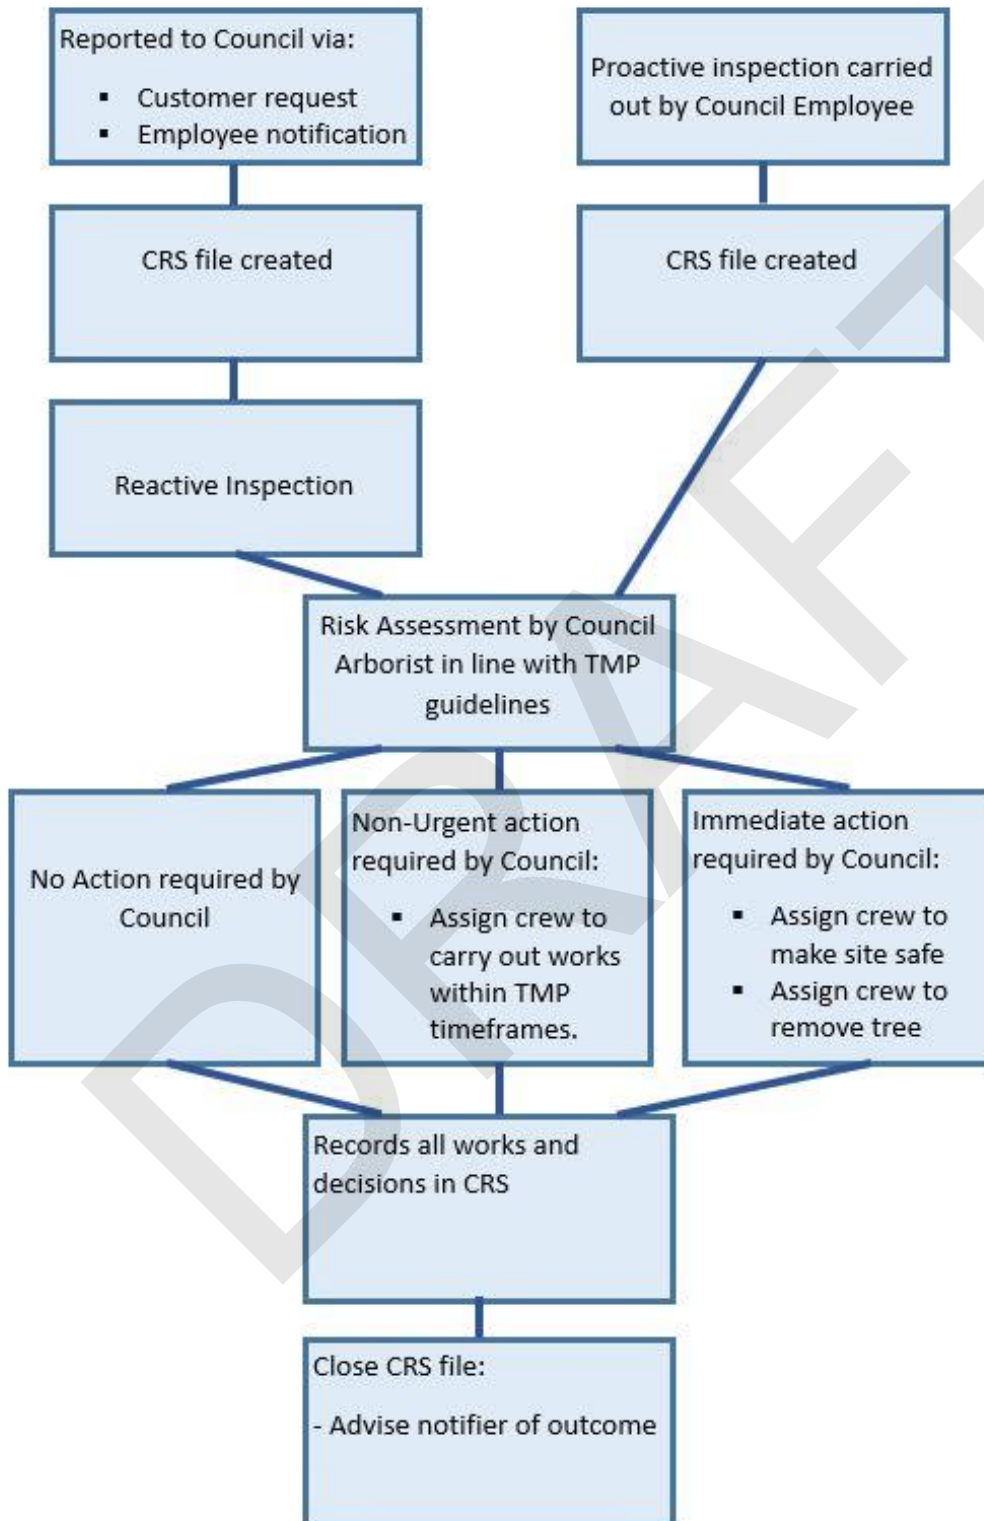 Reported to Council via:
▪ Customer request
▪ Employee notification
Proactive inspection carried
out by Council Employee
CRS file created
CRS file created
Reactive Inspection
Risk Assessment by Council
Arborist in line with TMP
guidelines
No Action required by
Council
Non-Urgent action
required by Council:
▪ Assign crew to
carry out works
within TMP
timeframes.
Immediate action
required by Council:
▪ Assign crew to
make site safe
▪ Assign crew to
remove tree
Records all works and
decisions in CRS
Close CRS file:
- Advise notifier of outcome
DRAFT